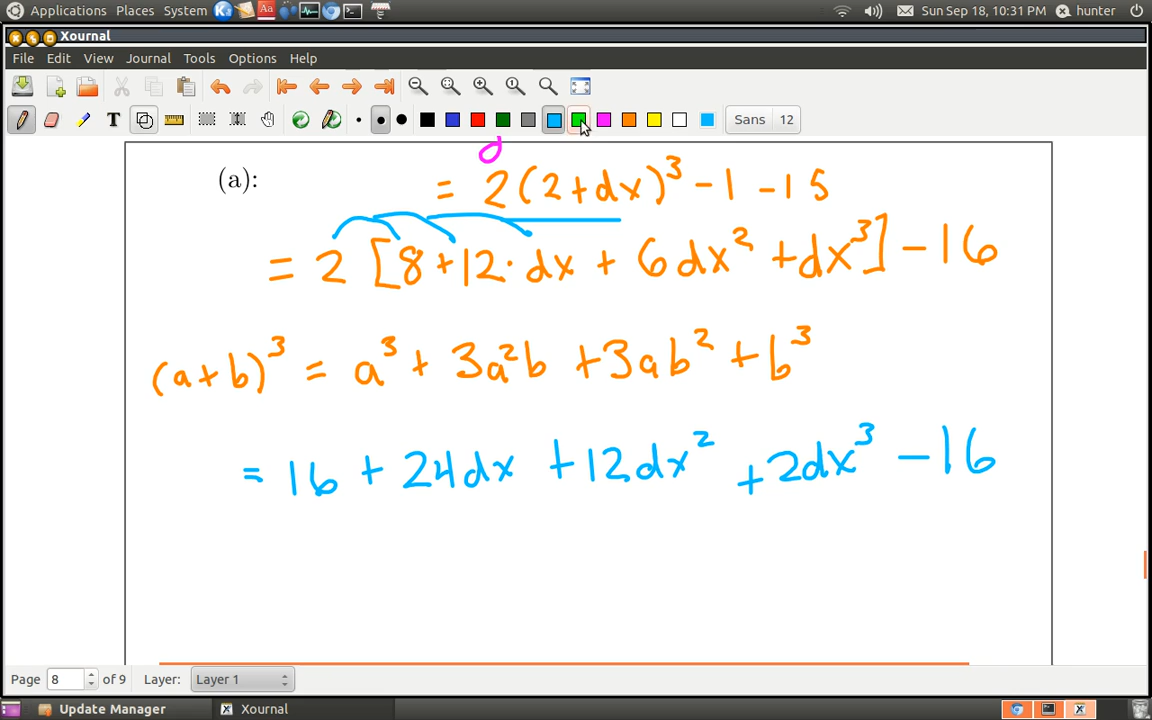 Applications Places System Aa Sun Sep 18, 10:31 PM hunter
Xournal
File Edit View Journal Tools Options Help
T Sans 12
(a): = 2(2+dx)³ - 1 - 15
= 2 [8 + 12 · dx + 6dx² + dx³] - 16
(a+b)³ = a³ + 3a²b + 3ab² + b³
= 16 + 24dx + 12dx² + 2dx³ - 16
Page 8 of 9 Layer: Layer 1
Update Manager Xournal